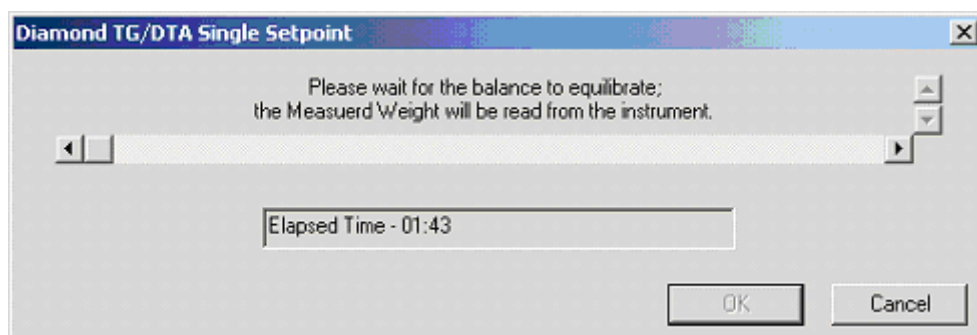 Diamond TG/DTA Single Setpoint
Please wait for the balance to equilibrate;
the Measuerd Weight will be read from the instrument.
Elapsed Time - 01:43
OK
Cancel